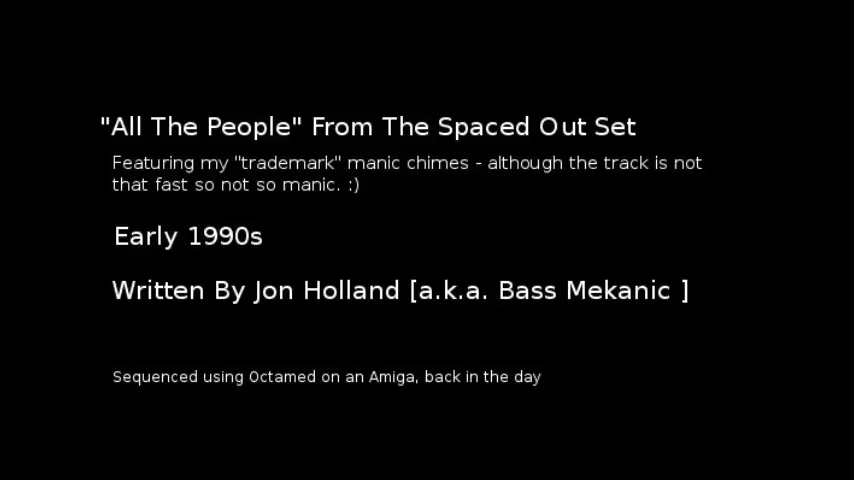 "All The People" From The Spaced Out Set
Featuring my "trademark" manic chimes - although the track is not
that fast so not so manic. :)
Early 1990s
Written By Jon Holland [a.k.a. Bass Mekanic ]
Sequenced using Octamed on an Amiga, back in the day